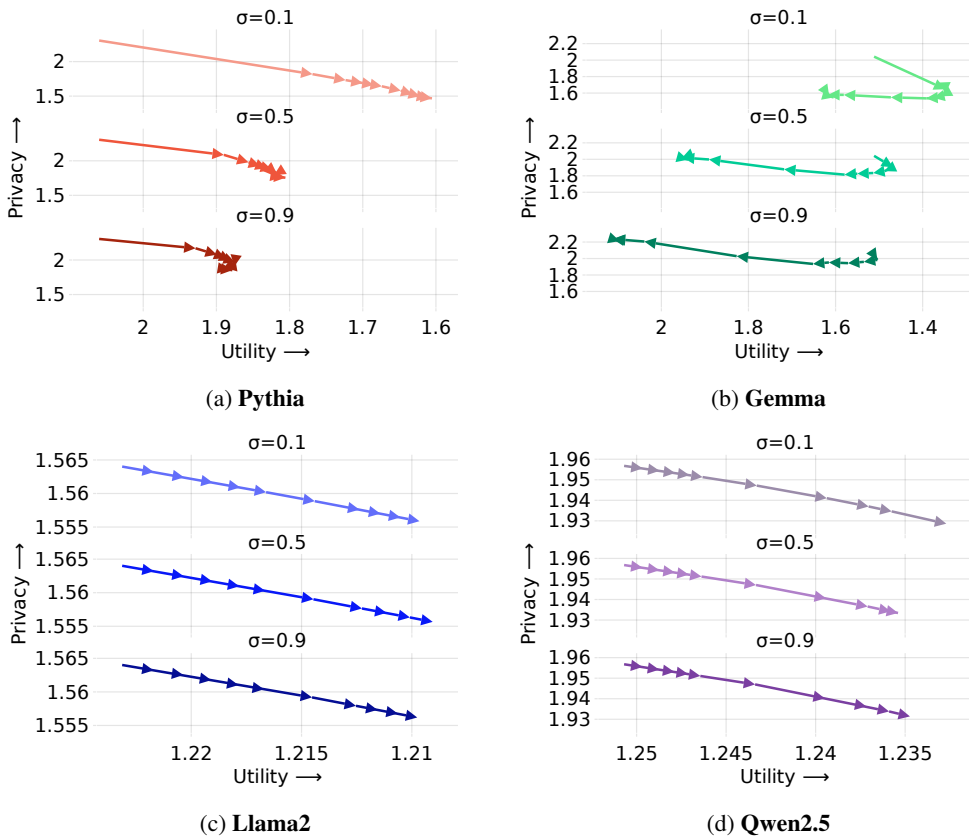 σ=0.1
2
1.5
σ=0.5
2
1.5
σ=0.9
2
1.5
Privacy ⟶
2 1.9 1.8 1.7 1.6
Utility ⟶
(a) Pythia
σ=0.1
2.2
2
1.8
1.6
σ=0.5
2.2
2
1.8
1.6
σ=0.9
2.2
2
1.8
1.6
Privacy ⟶
2 1.8 1.6 1.4
Utility ⟶
(b) Gemma
σ=0.1
1.565
1.56
1.555
σ=0.5
1.565
1.56
1.555
σ=0.9
1.565
1.56
1.555
Privacy ⟶
1.22 1.215 1.21
Utility ⟶
(c) Llama2
σ=0.1
1.96
1.95
1.94
1.93
σ=0.5
1.96
1.95
1.94
1.93
σ=0.9
1.96
1.95
1.94
1.93
Privacy ⟶
1.25 1.245 1.24 1.235
Utility ⟶
(d) Qwen2.5